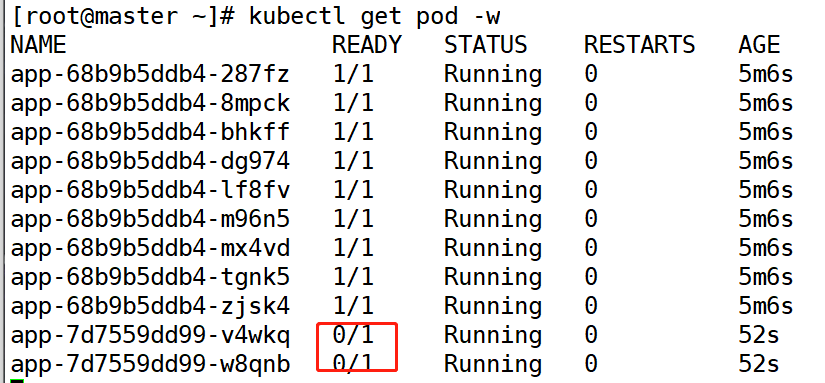 [root@master ~]# kubectl get pod -w
NAME READY STATUS RESTARTS AGE
app-68b9b5ddb4-287fz 1/1 Running 0 5m6s
app-68b9b5ddb4-8mpck 1/1 Running 0 5m6s
app-68b9b5ddb4-bhkff 1/1 Running 0 5m6s
app-68b9b5ddb4-dg974 1/1 Running 0 5m6s
app-68b9b5ddb4-lf8fv 1/1 Running 0 5m6s
app-68b9b5ddb4-m96n5 1/1 Running 0 5m6s
app-68b9b5ddb4-mx4vd 1/1 Running 0 5m6s
app-68b9b5ddb4-tgnk5 1/1 Running 0 5m6s
app-68b9b5ddb4-zjsk4 1/1 Running 0 5m6s
app-7d7559dd99-v4wkq 0/1 Running 0 52s
app-7d7559dd99-w8qnb 0/1 Running 0 52s